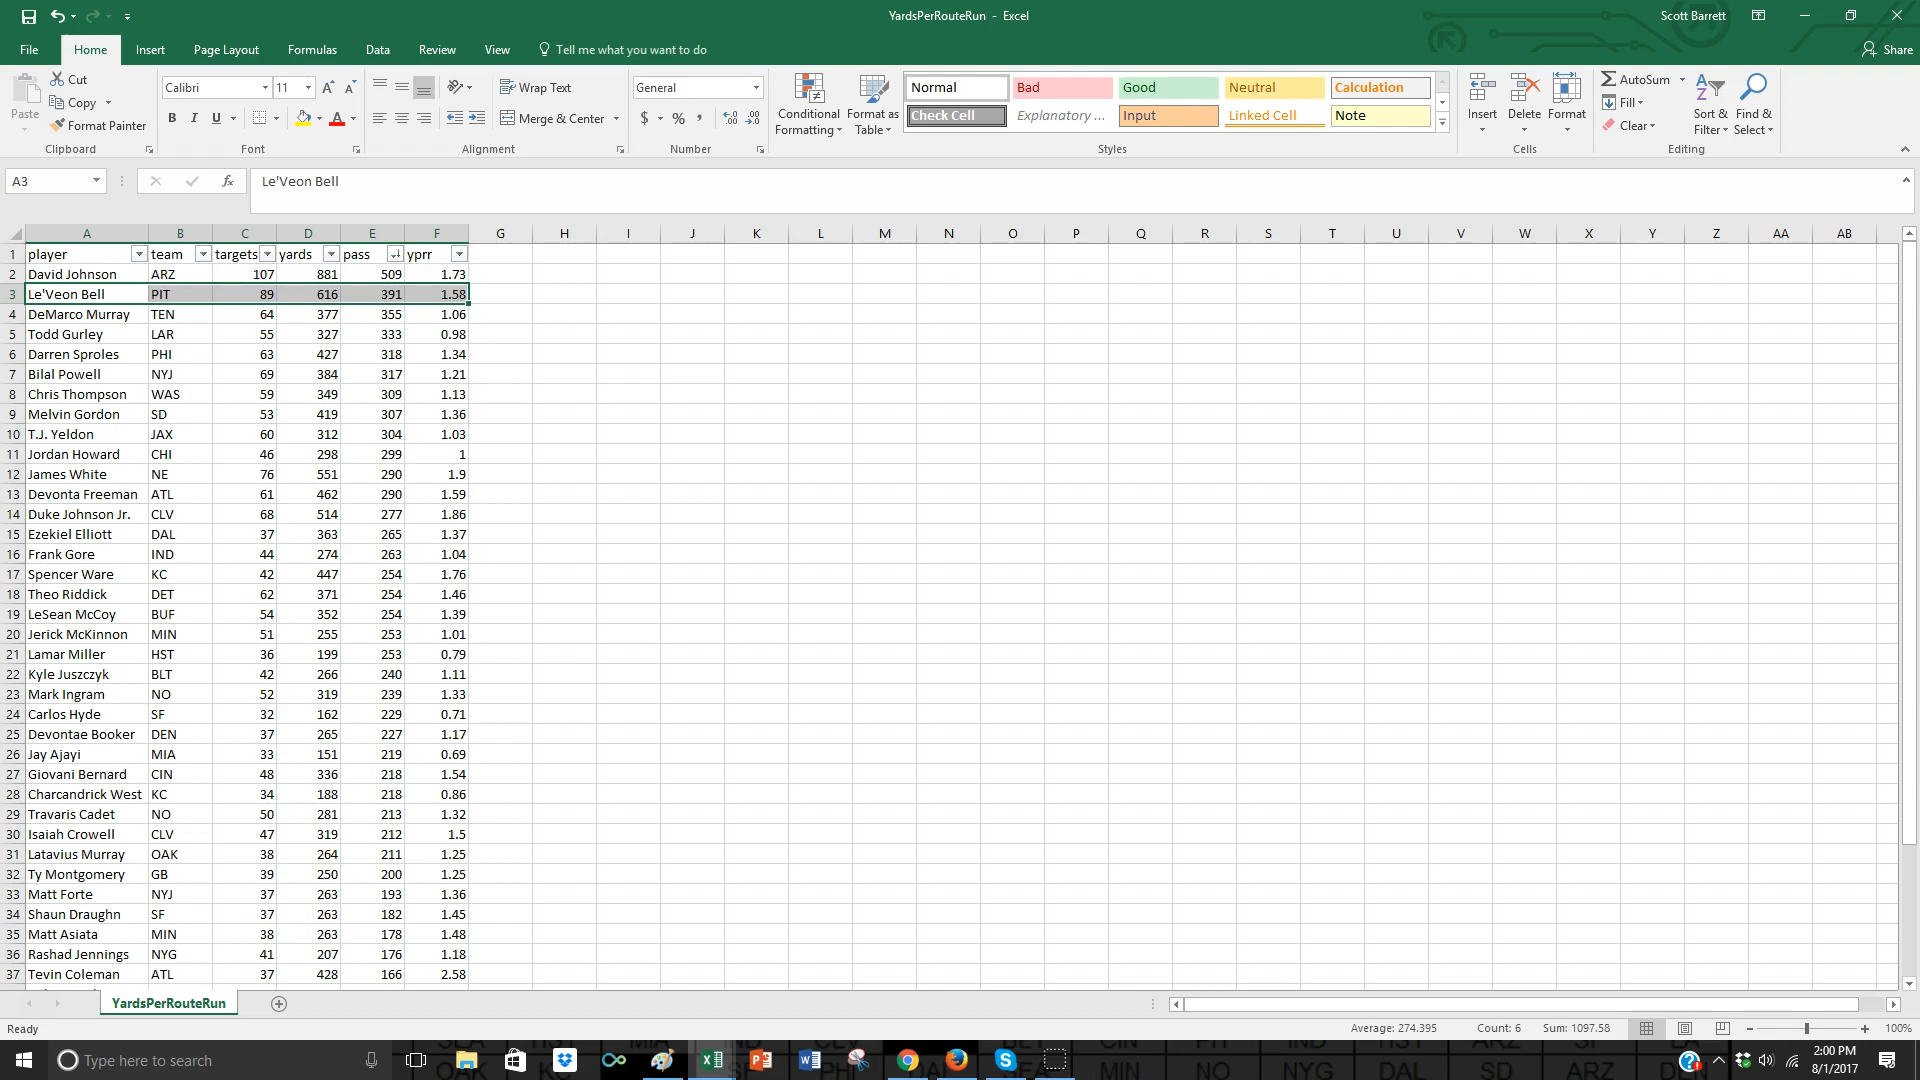 YardsPerRouteRun - Excel
Scott Barrett
File Home Insert Page Layout Formulas Data Review View Tell me what you want to do Share
Paste
Cut
Copy
Format Painter
Clipboard
Calibri 11
B I U
Font
Wrap Text
Merge & Center
Alignment
General
$ % ,
Number
Conditional Formatting
Format as Table
Normal Bad Good Neutral Calculation
Check Cell Explanatory ... Input Linked Cell Note
Styles
Insert Delete Format
Cells
AutoSum
Fill
Clear
Sort & Filter
Find & Select
Editing
A3 fx Le'Veon Bell
A B C D E F G H I J K L M N O P Q R S T U V W X Y Z AA AB
1 player team targets yards pass yprr
2 David Johnson ARZ 107 881 509 1.73
3 Le'Veon Bell PIT 89 616 391 1.58
4 DeMarco Murray TEN 64 377 355 1.06
5 Todd Gurley LAR 55 327 333 0.98
6 Darren Sproles PHI 63 427 318 1.34
7 Bilal Powell NYJ 69 384 317 1.21
8 Chris Thompson WAS 59 349 309 1.13
9 Melvin Gordon SD 53 419 307 1.36
10 T.J. Yeldon JAX 60 312 304 1.03
11 Jordan Howard CHI 46 298 299 1
12 James White NE 76 551 290 1.9
13 Devonta Freeman ATL 61 462 290 1.59
14 Duke Johnson Jr. CLV 68 514 277 1.86
15 Ezekiel Elliott DAL 37 363 265 1.37
16 Frank Gore IND 44 274 263 1.04
17 Spencer Ware KC 42 447 254 1.76
18 Theo Riddick DET 62 371 254 1.46
19 LeSean McCoy BUF 54 352 254 1.39
20 Jerick McKinnon MIN 51 255 253 1.01
21 Lamar Miller HST 36 199 253 0.79
22 Kyle Juszczyk BLT 42 266 240 1.11
23 Mark Ingram NO 52 319 239 1.33
24 Carlos Hyde SF 32 162 229 0.71
25 Devontae Booker DEN 37 265 227 1.17
26 Jay Ajayi MIA 33 151 219 0.69
27 Giovani Bernard CIN 48 336 218 1.54
28 Charcandrick West KC 34 188 218 0.86
29 Travaris Cadet NO 50 281 213 1.32
30 Isaiah Crowell CLV 47 319 212 1.5
31 Latavius Murray OAK 38 264 211 1.25
32 Ty Montgomery GB 39 250 200 1.25
33 Matt Forte NYJ 37 263 193 1.36
34 Shaun Draughn SF 37 263 182 1.45
35 Matt Asiata MIN 38 263 178 1.48
36 Rashad Jennings NYG 41 207 176 1.18
37 Tevin Coleman ATL 37 428 166 2.58
YardsPerRouteRun
Ready Average: 274.395 Count: 6 Sum: 1097.58 100%
Type here to search
MIN NO NYG DAL SD ARZ
2:00 PM
8/1/2017